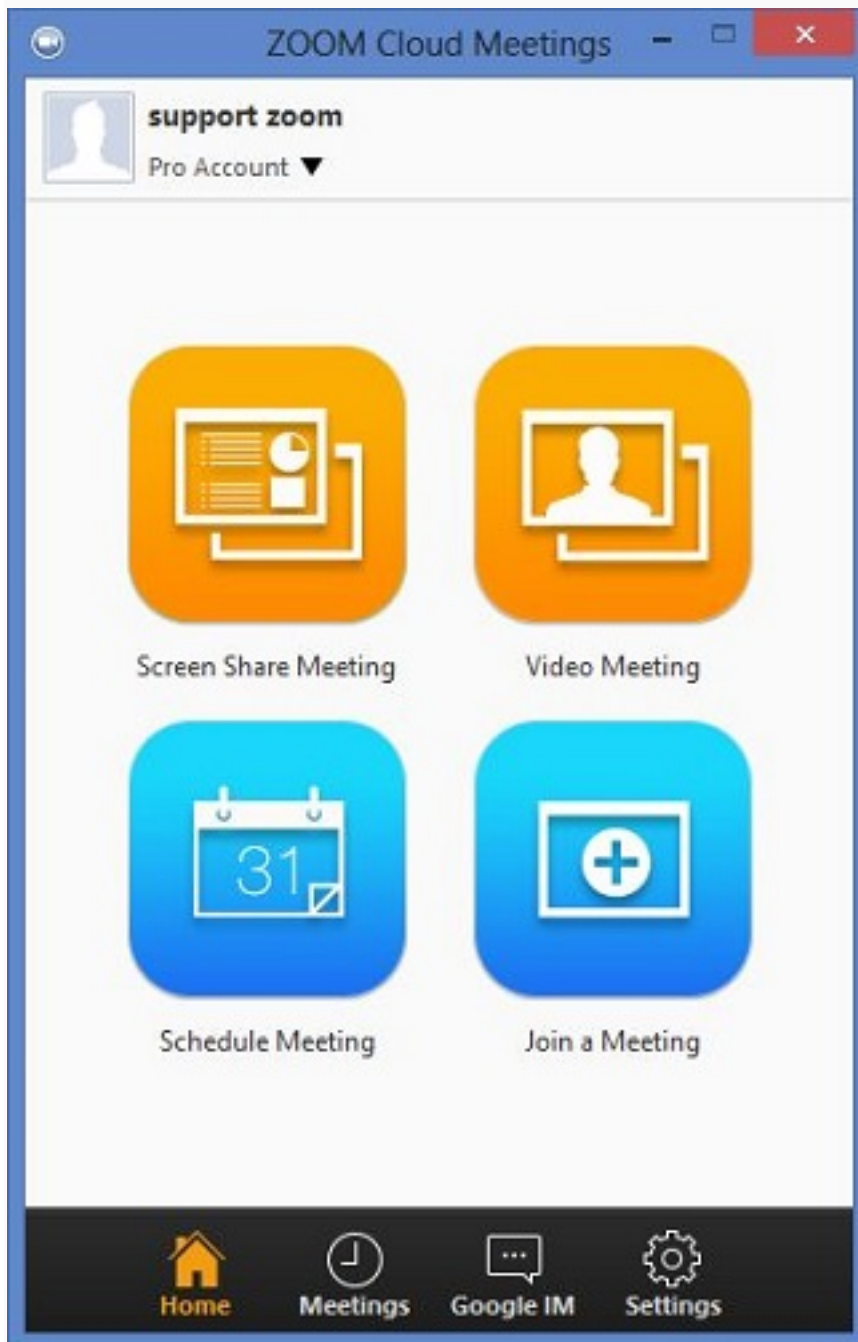 ZOOM Cloud Meetings
support zoom
Pro Account
Screen Share Meeting
Video Meeting
31
Schedule Meeting
Join a Meeting
Home
Meetings
Google IM
Settings